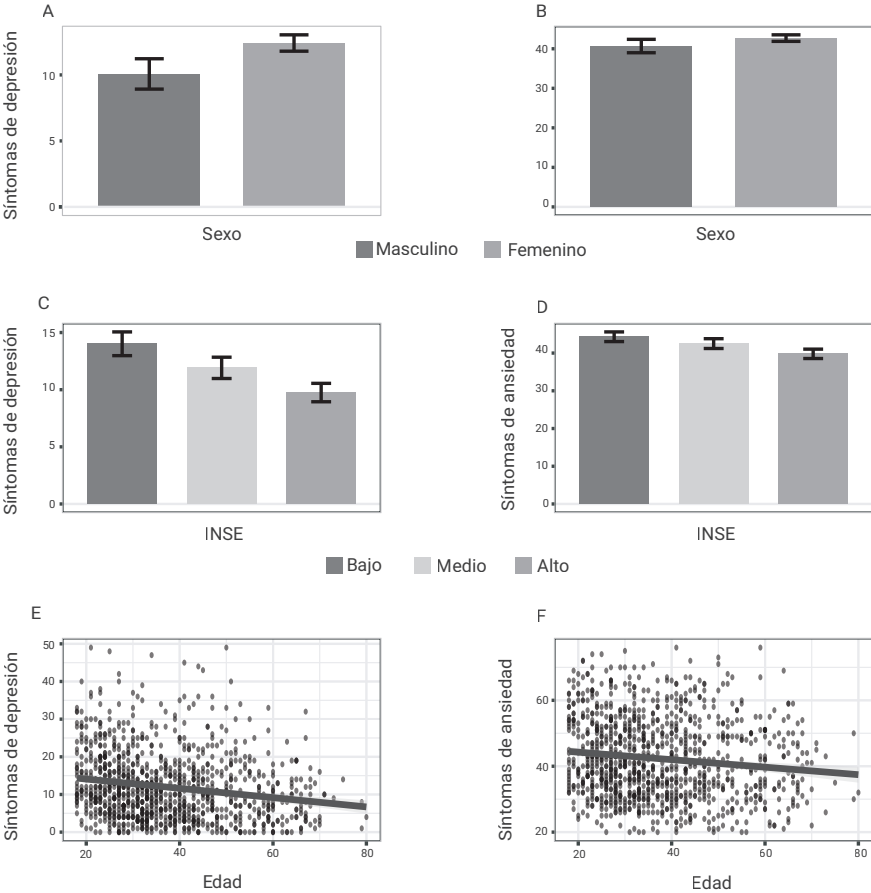 A
Síntomas de depresión
10
5
0
Sexo
B
Síntomas de depresión
40
30
20
10
0
Sexo
Masculino
Femenino
C
Síntomas de depresión
15
10
5
0
INSE
D
Síntomas de ansiedad
40
30
20
10
0
INSE
Bajo
Medio
Alto
E
Síntomas de depresión
50
40
30
20
10
0
20
40
60
80
Edad
F
Síntomas de ansiedad
60
40
20
20
40
60
80
Edad